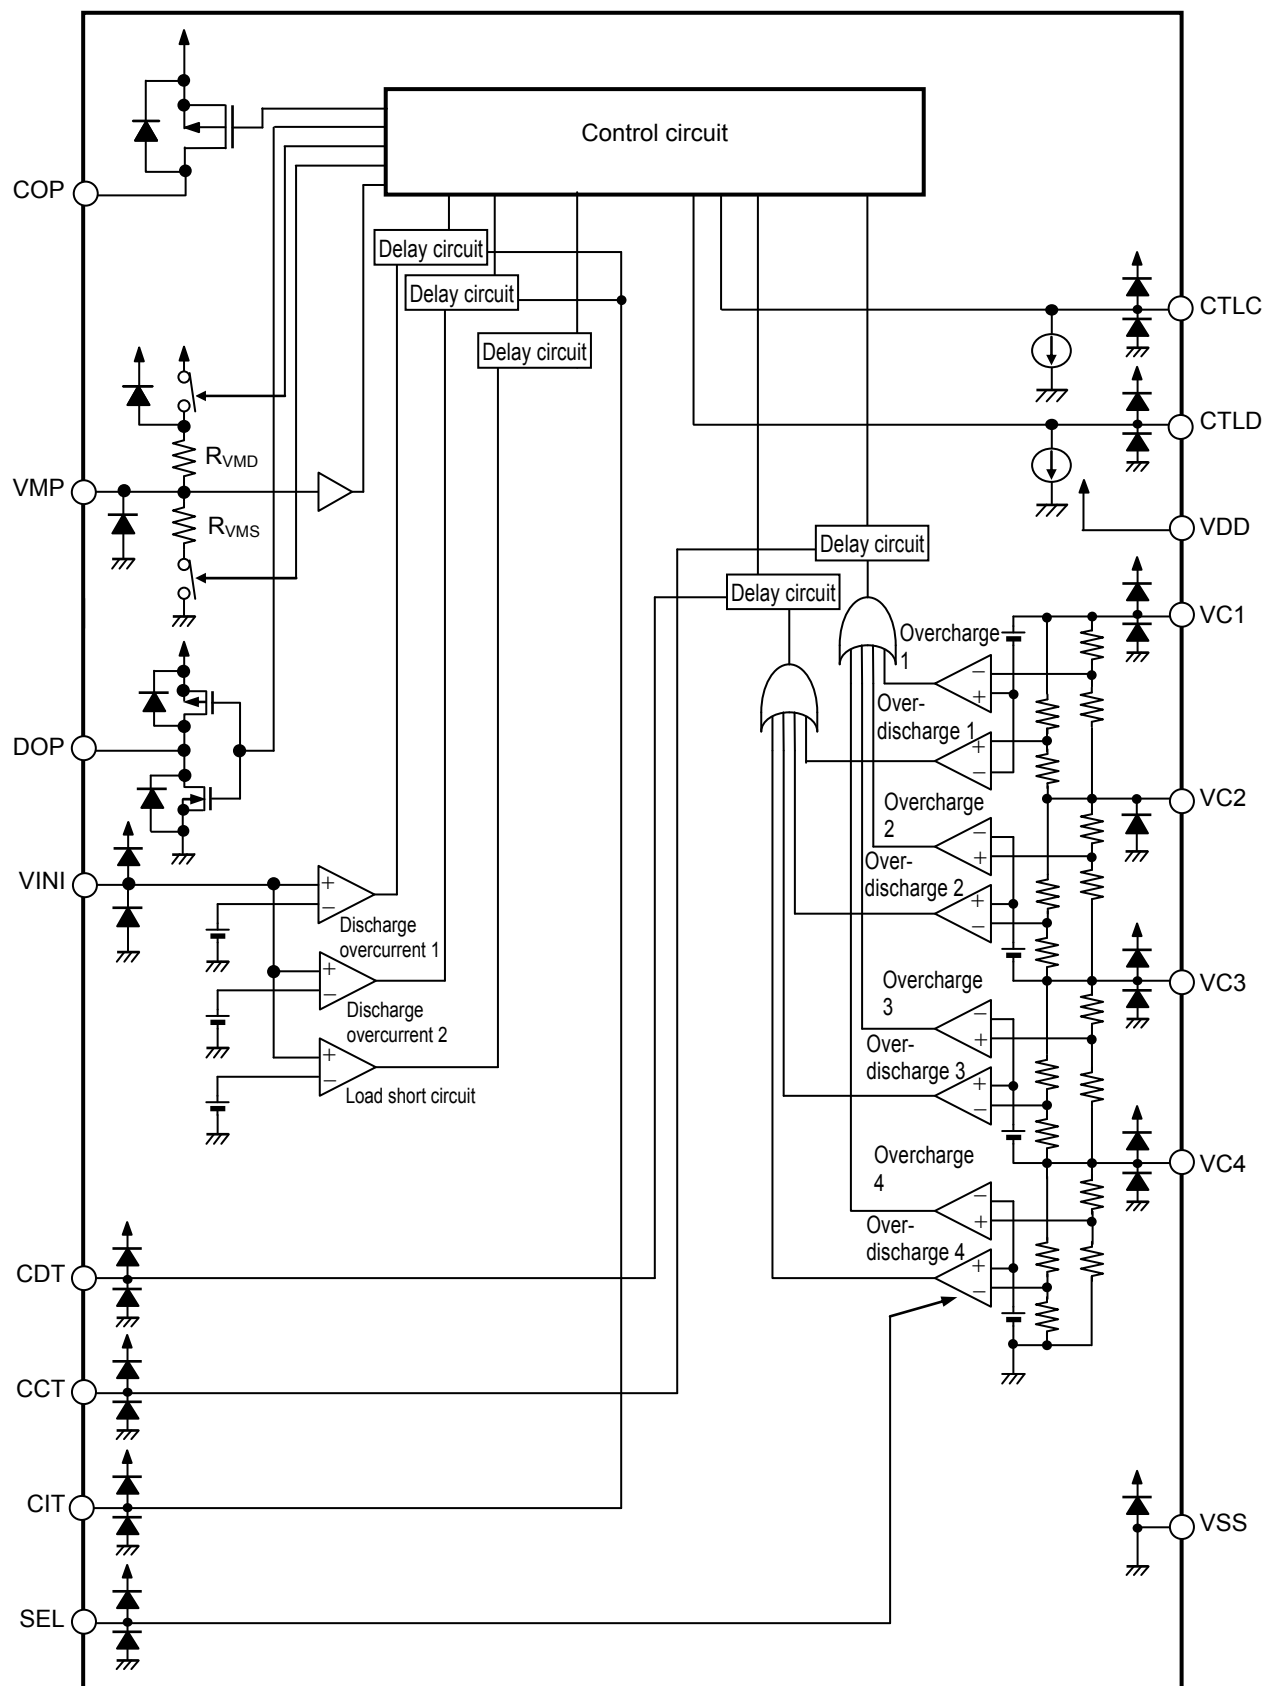 Control circuit
COP
Delay circuit
Delay circuit
Delay circuit
CTLC
CTLD
RVMD
VMP
RVMS
VDD
Delay circuit
Delay circuit
VC1
Overcharge
1
Over-
discharge 1
DOP
VC2
Overcharge
2
Over-
discharge 2
VINI
+
−
Discharge
overcurrent 1
+
−
Discharge
overcurrent 2
+
−
Load short circuit
−
+
+
−
−
+
+
−
VC3
Overcharge
3
Over-
discharge 3
−
+
+
−
VC4
Overcharge
4
Over-
discharge 4
−
+
+
−
CDT
CCT
CIT
VSS
SEL